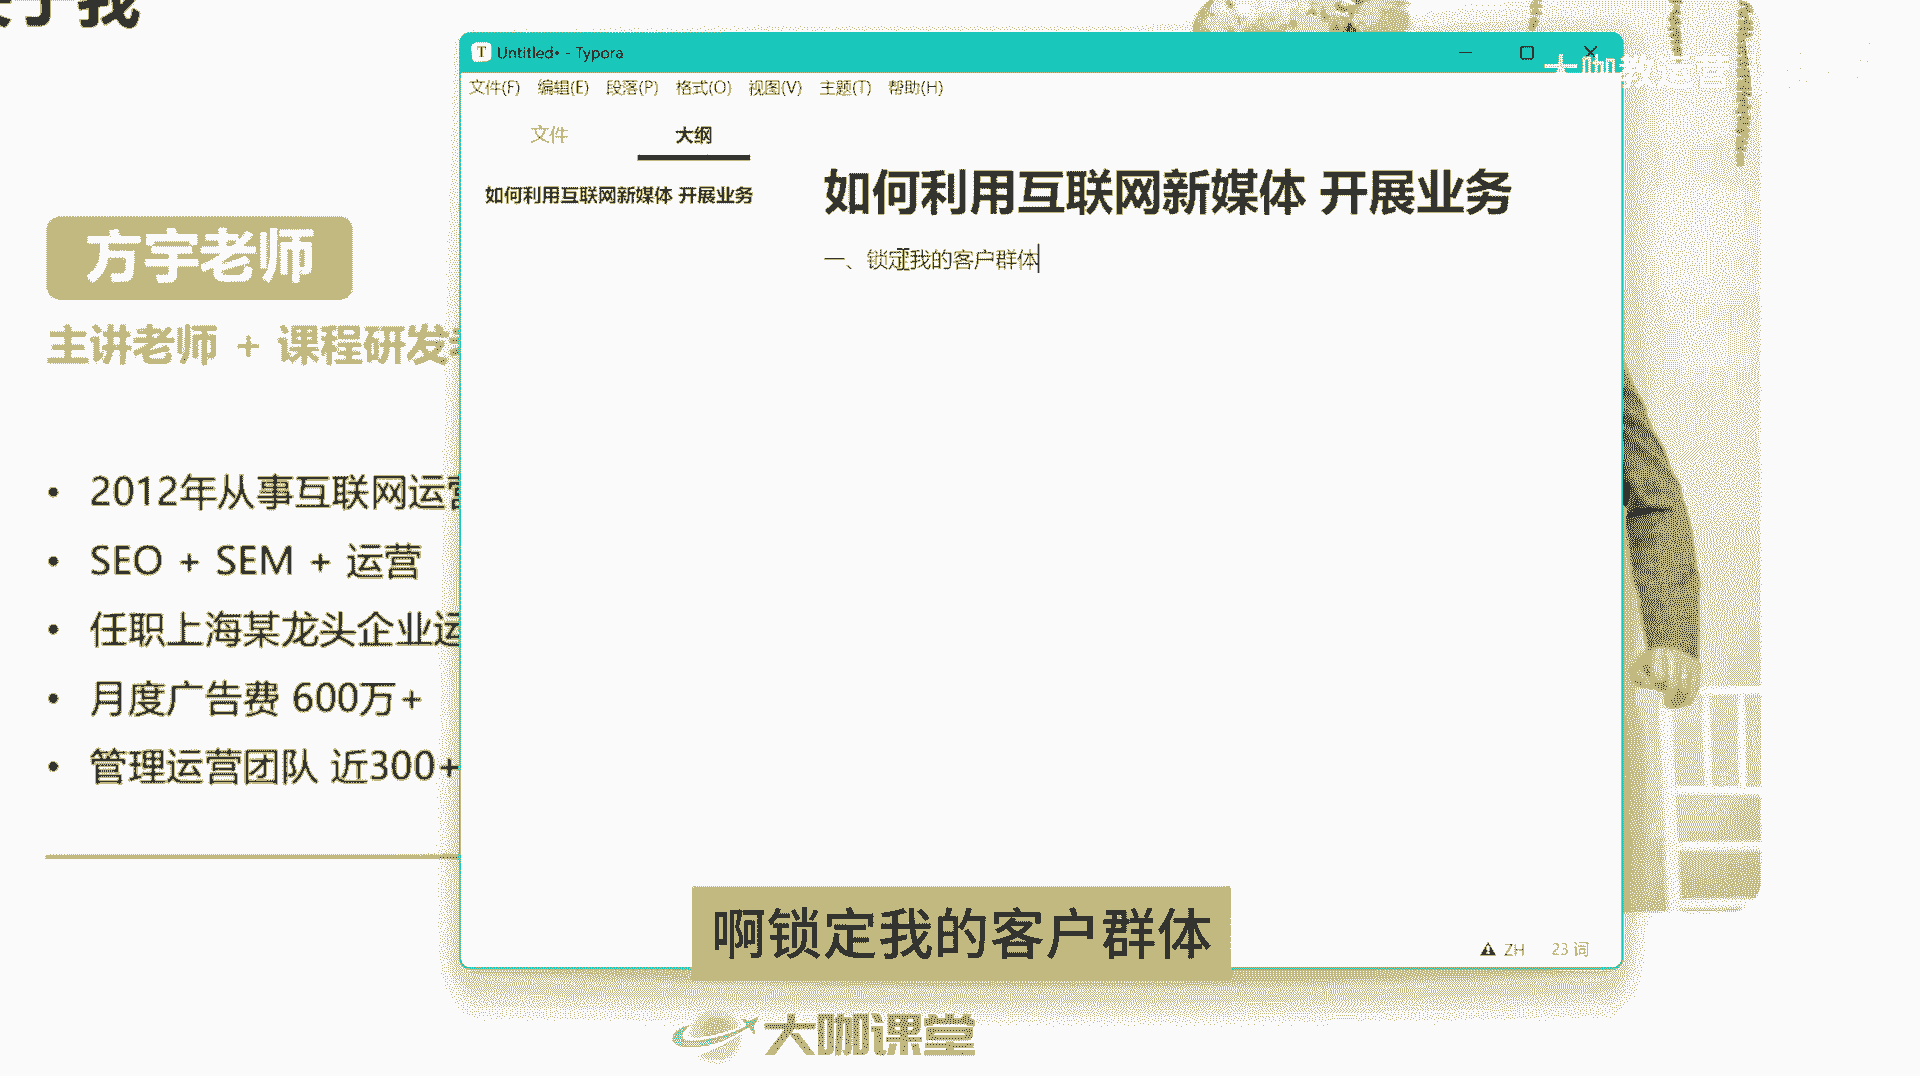 于我
Untitled• - Typora
大咖教运营
文件(F) 编辑(E) 段落(P) 格式(O) 视图(V) 主题(T) 帮助(H)
文件 大纲
如何利用互联网新媒体 开展业务
如何利用互联网新媒体 开展业务
一、锁定我的客户群体
方宇老师
主讲老师 + 课程研发
2012年从事互联网运营
SEO + SEM + 运营
任职上海某龙头企业运
月度广告费 600万+
管理运营团队 近300+
啊锁定我的客户群体
ZH 23 词
大咖课堂